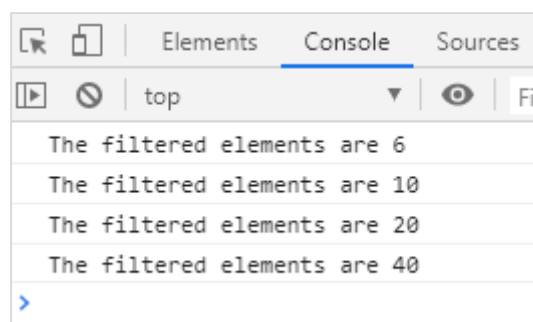 Elements Console Sources
top Fi
The filtered elements are 6
The filtered elements are 10
The filtered elements are 20
The filtered elements are 40